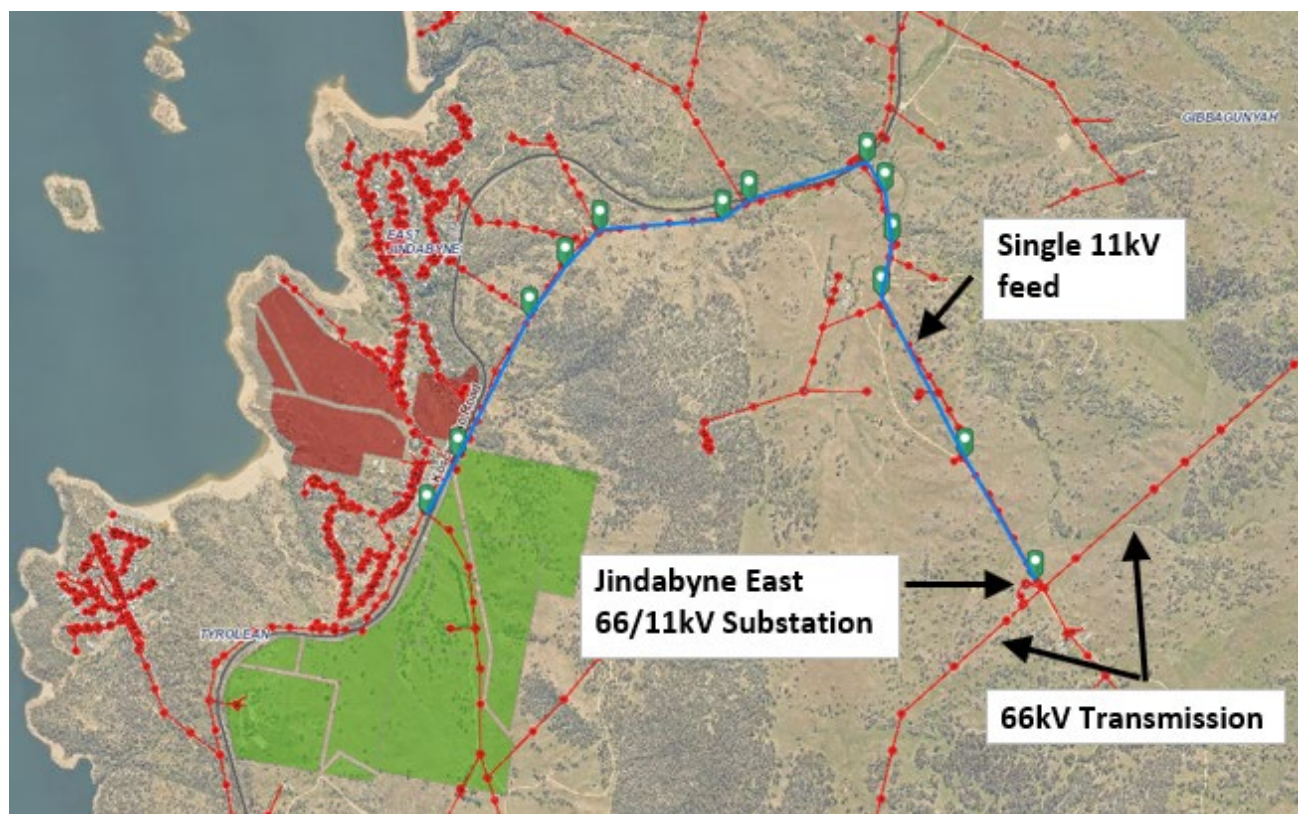 GIBBAGUNYAH
EAST
JINDABYNE
Single 11kV
feed
Jindabyne East
66/11kV Substation
TYROLEAN
66kV Transmission